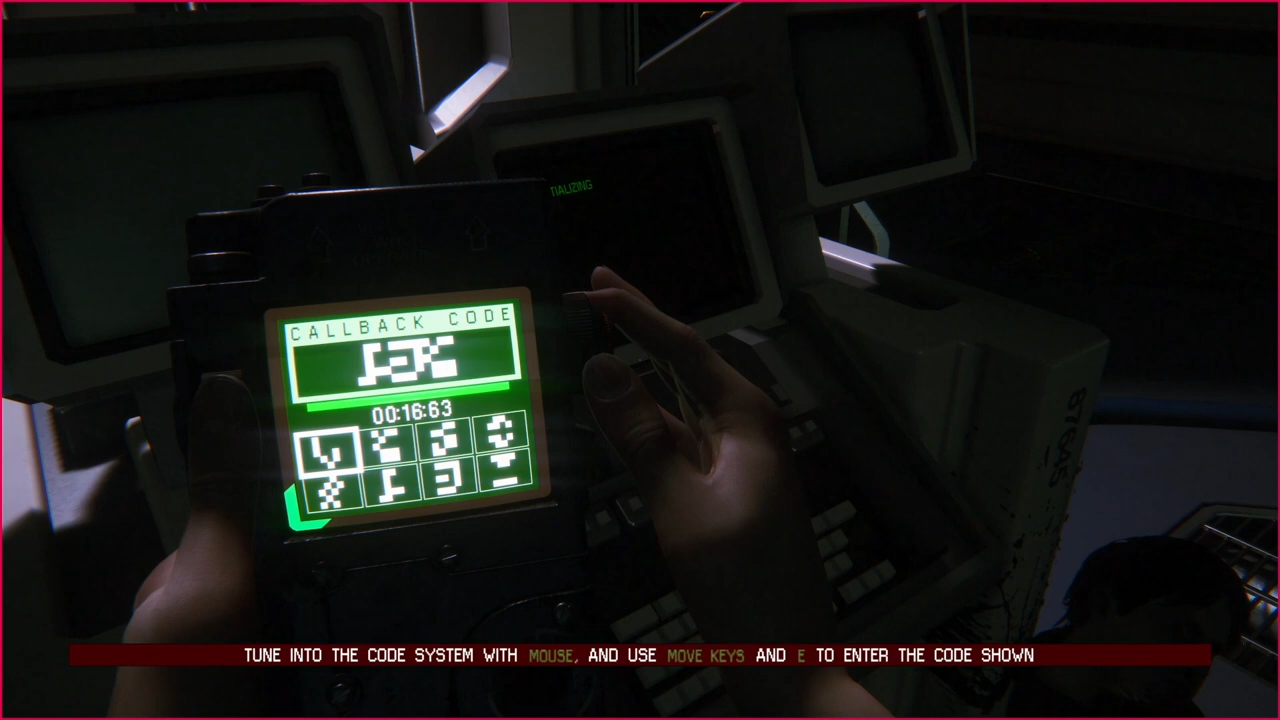 TIALIZING
CALLBACK CODE
00:16:63
B7646
TUNE INTO THE CODE SYSTEM WITH MOUSE, AND USE MOVE KEYS AND E TO ENTER THE CODE SHOWN